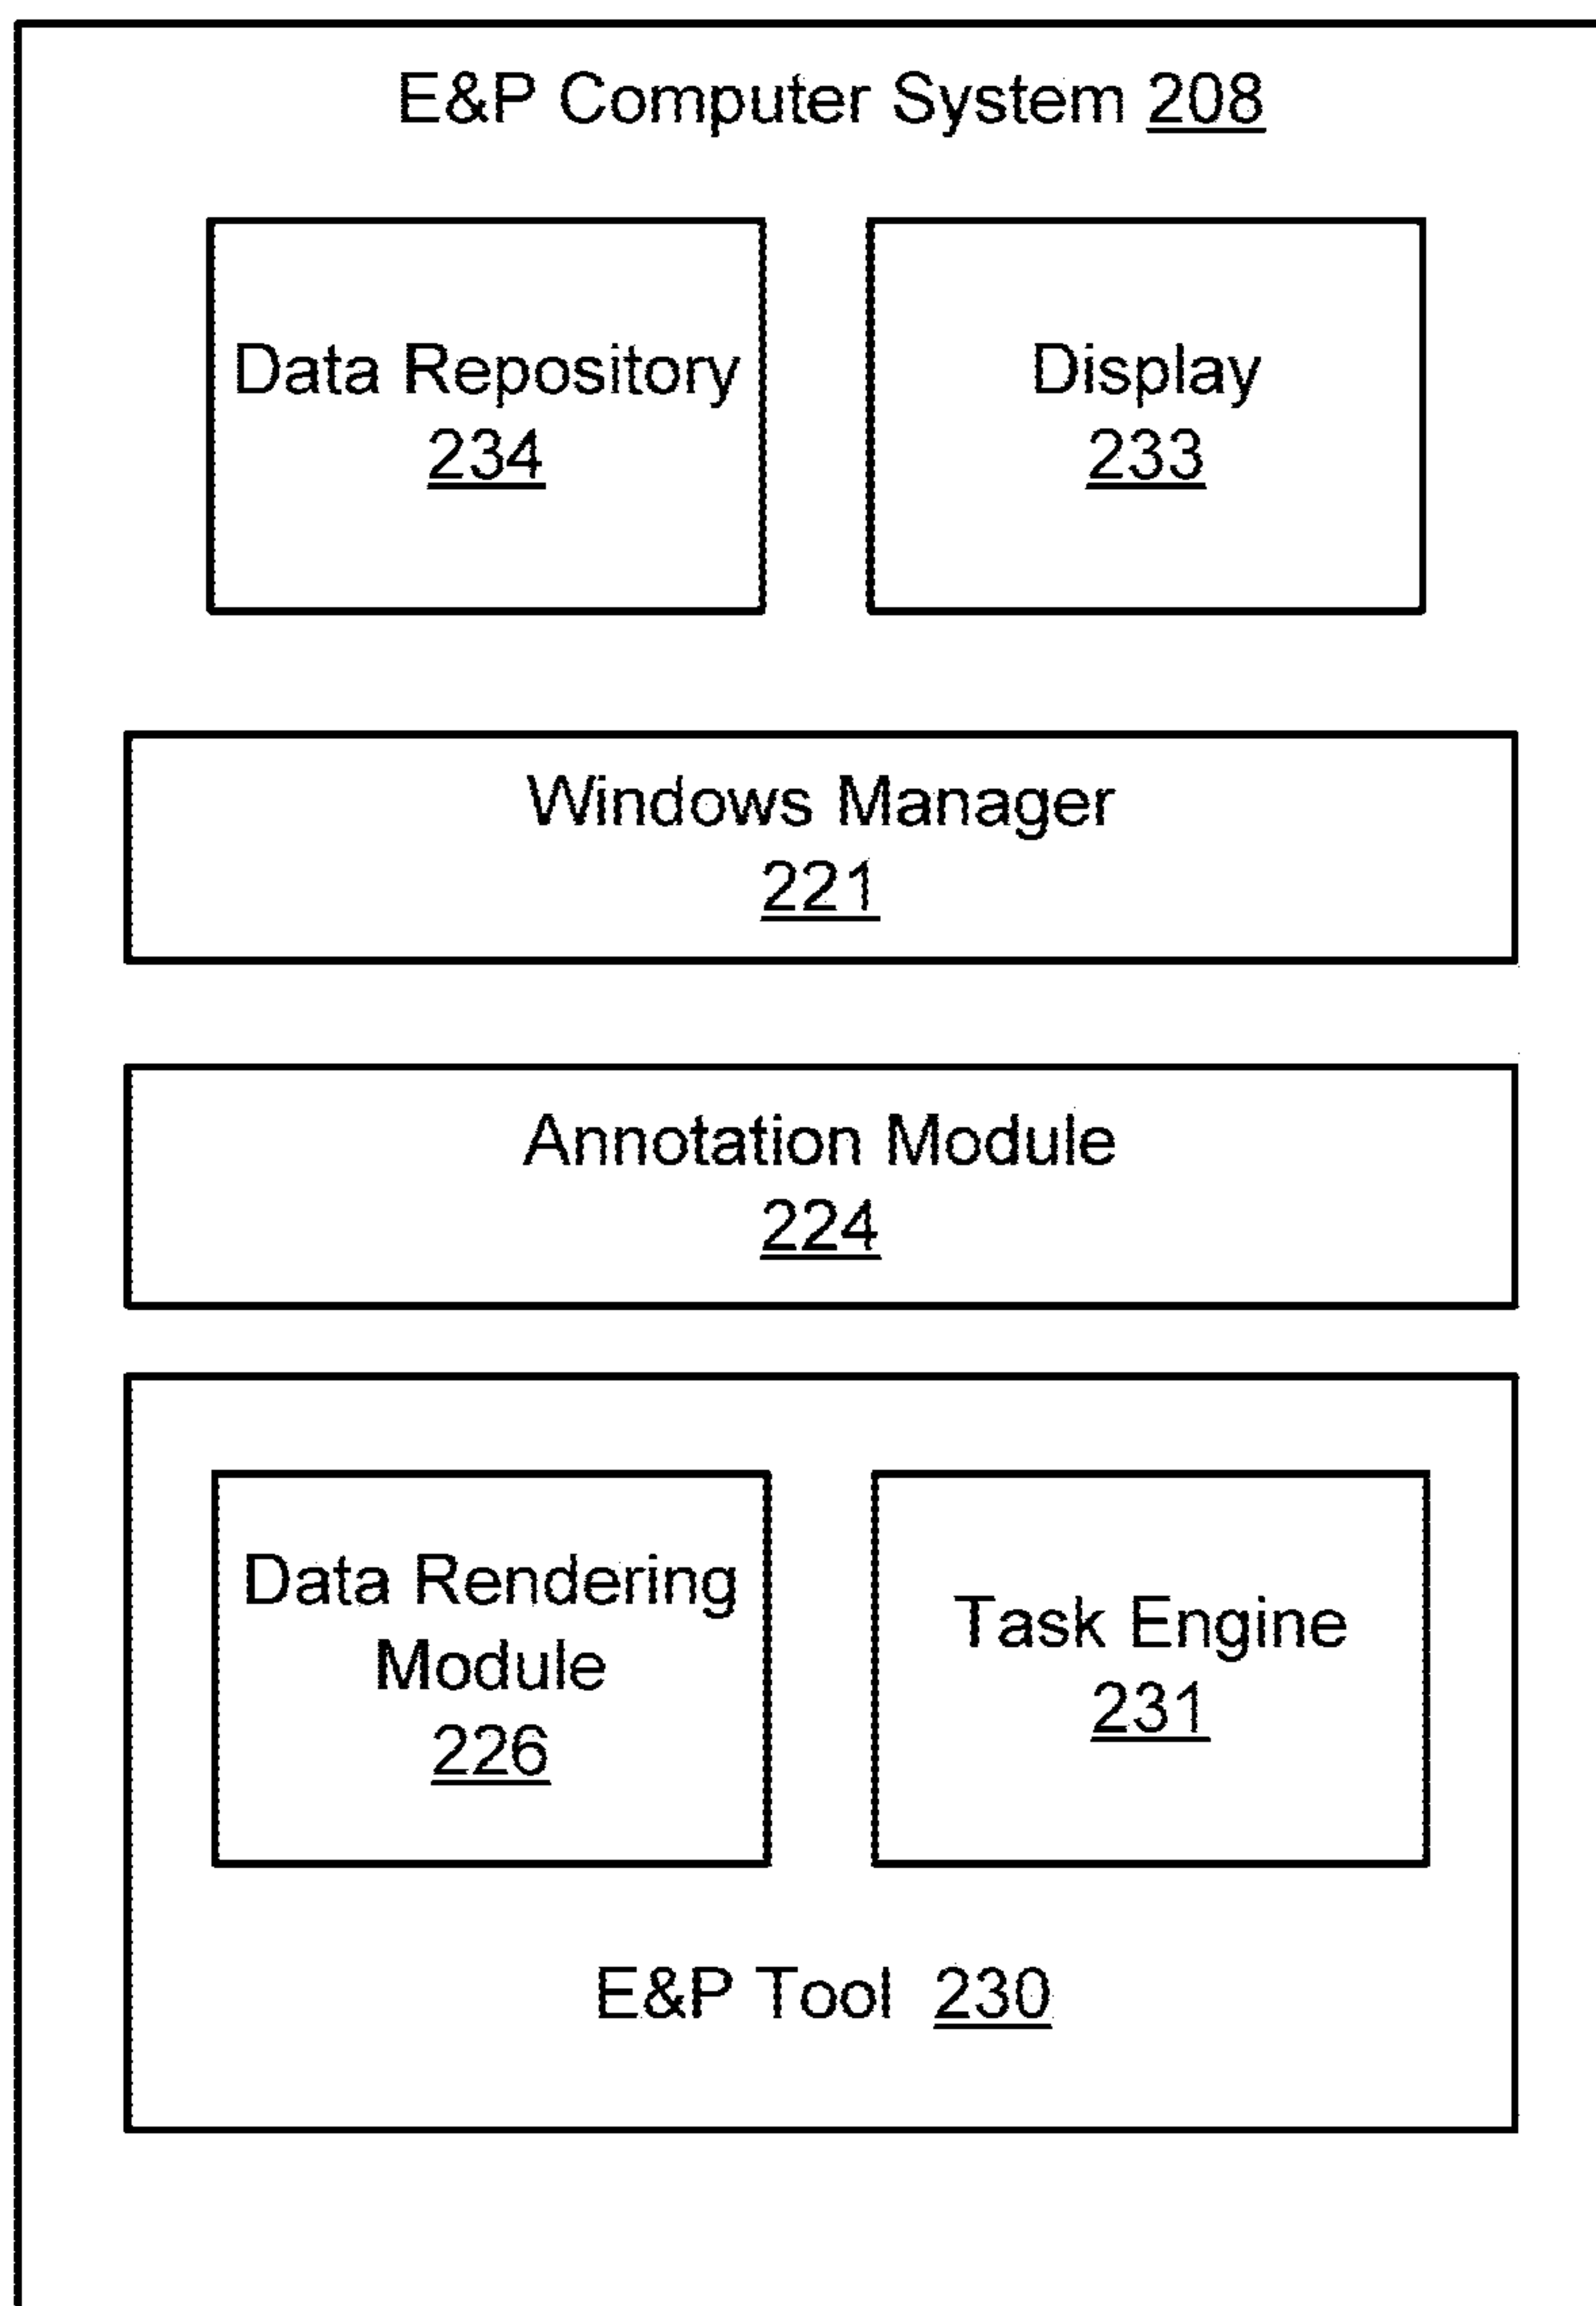 E&P Computer System 208
Data Repository
234
Display
233
Windows Manager
221
Annotation Module
224
Data Rendering
Module
226
Task Engine
231
E&P Tool 230